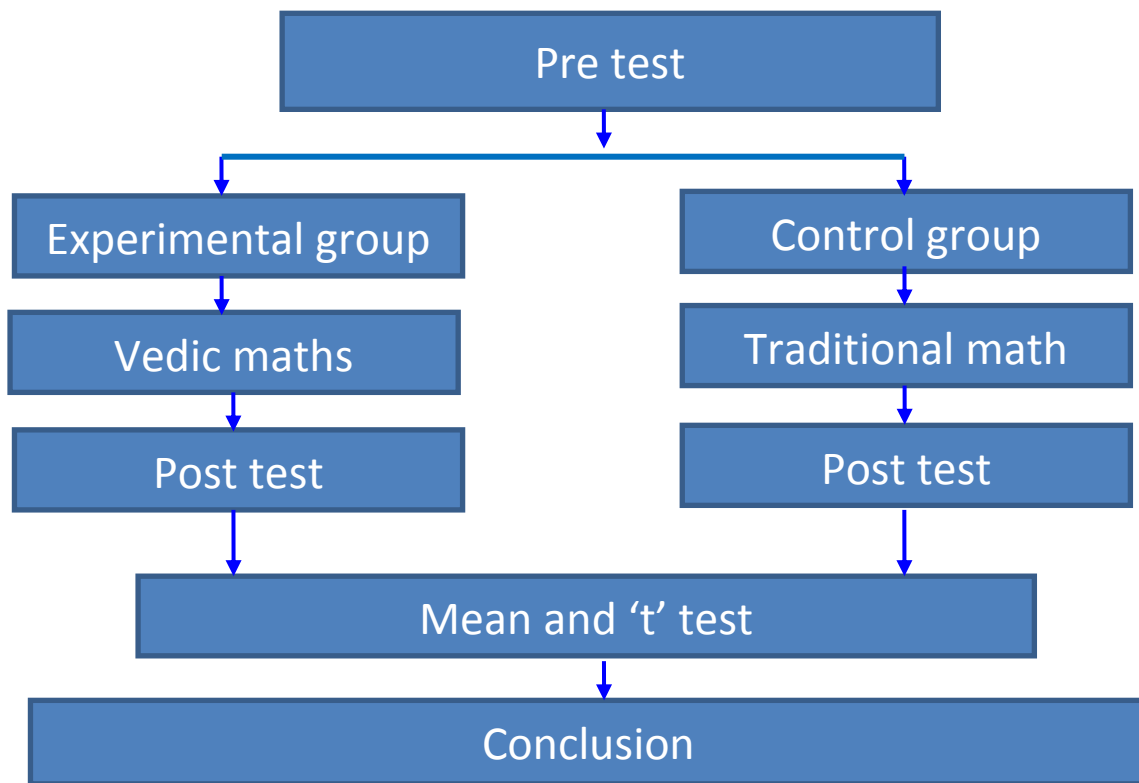 Pre test
Experimental group
Control group
Vedic maths
Traditional math
Post test
Post test
Mean and ‘t’ test
Conclusion